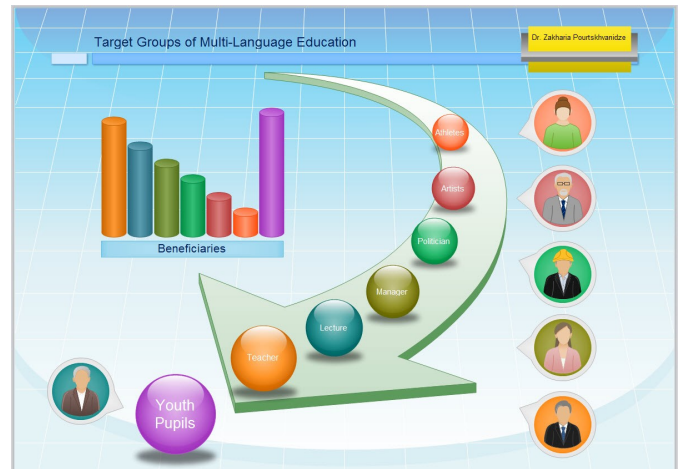 Target Groups of Multi-Language Education
Dr. Zakharia Pourtskhvanidze
Athletes
Artists
Politician
Manager
Lecture
Teacher
Youth
Pupils
Beneficiaries